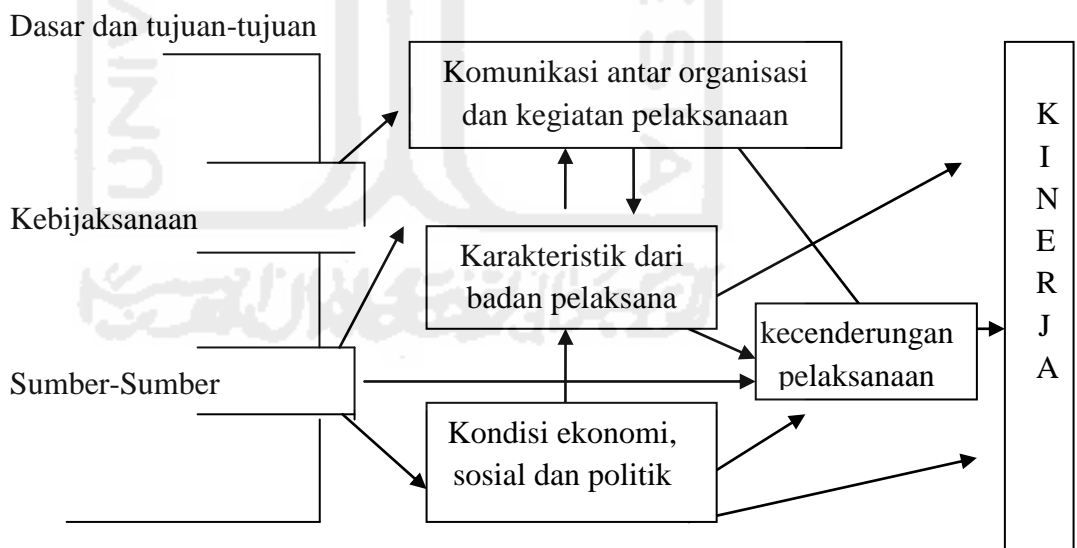 Dasar dan tujuan-tujuan
Komunikasi antar organisasi
dan kegiatan pelaksanaan
Kebijaksanaan
Karakteristik dari
badan pelaksana
kecenderungan
pelaksanaan
Sumber-Sumber
Kondisi ekonomi,
sosial dan politik
K
I
N
E
R
J
A